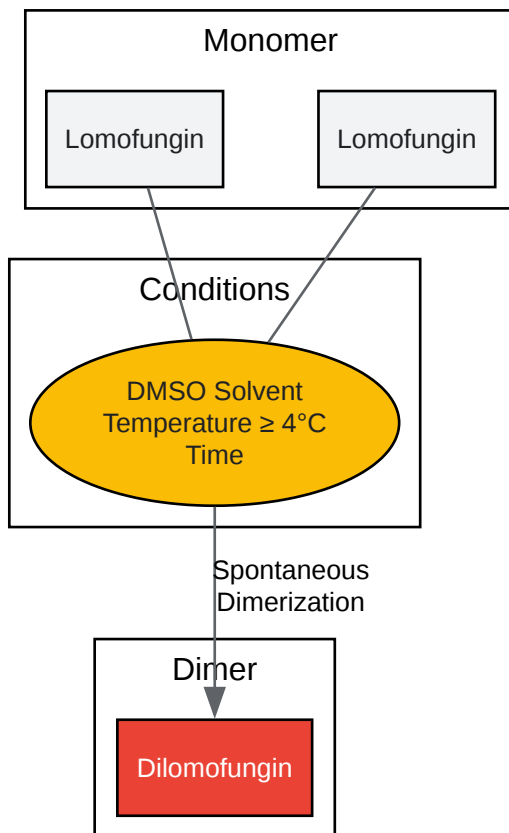 Monomer
Lomofungin
Lomofungin
Conditions
DMSO Solvent
Temperature ≥ 4°C
Time
Spontaneous
Dimerization
Dimer
Dilomofungin